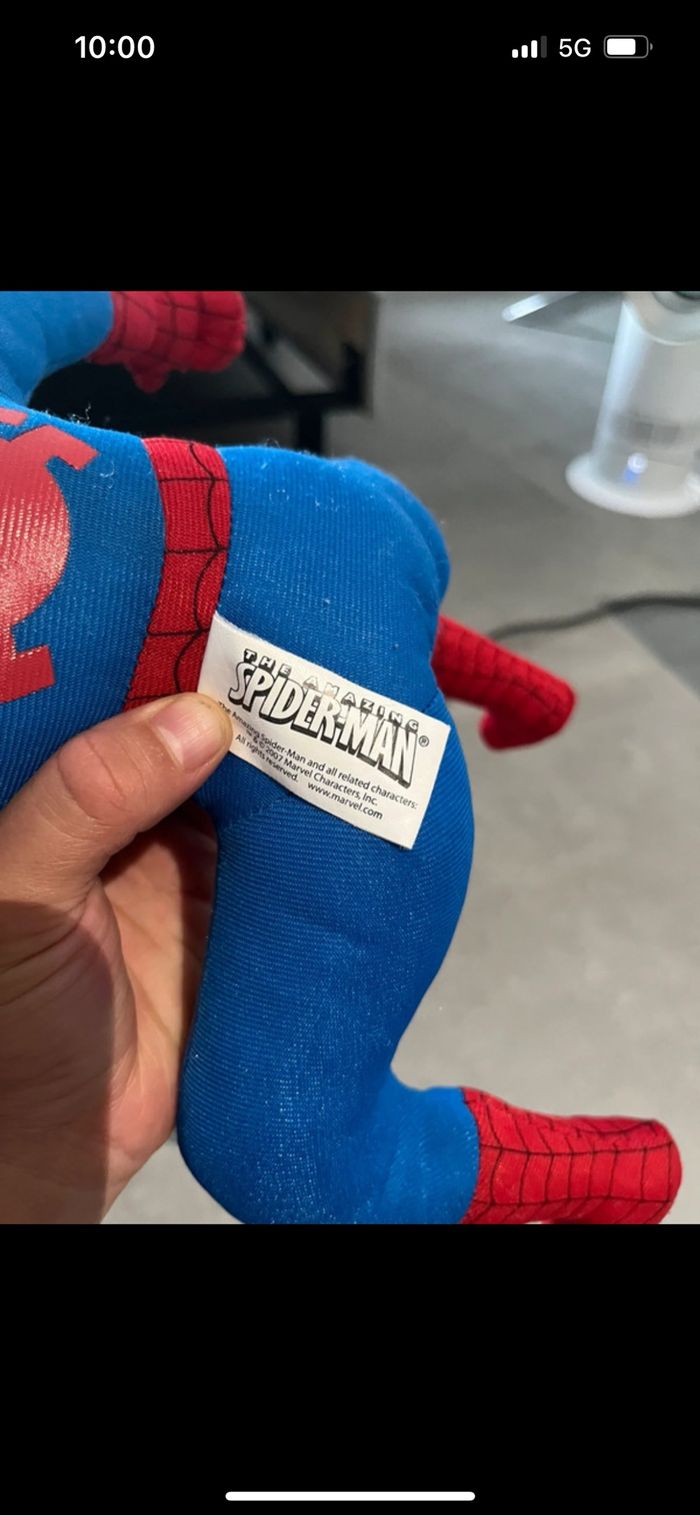 10:00
5G
THE AMAZING
SPIDER-MAN®
The Amazing Spider-Man and all related characters:
™ & © 2007 Marvel Characters, Inc.
All rights reserved. www.marvel.com